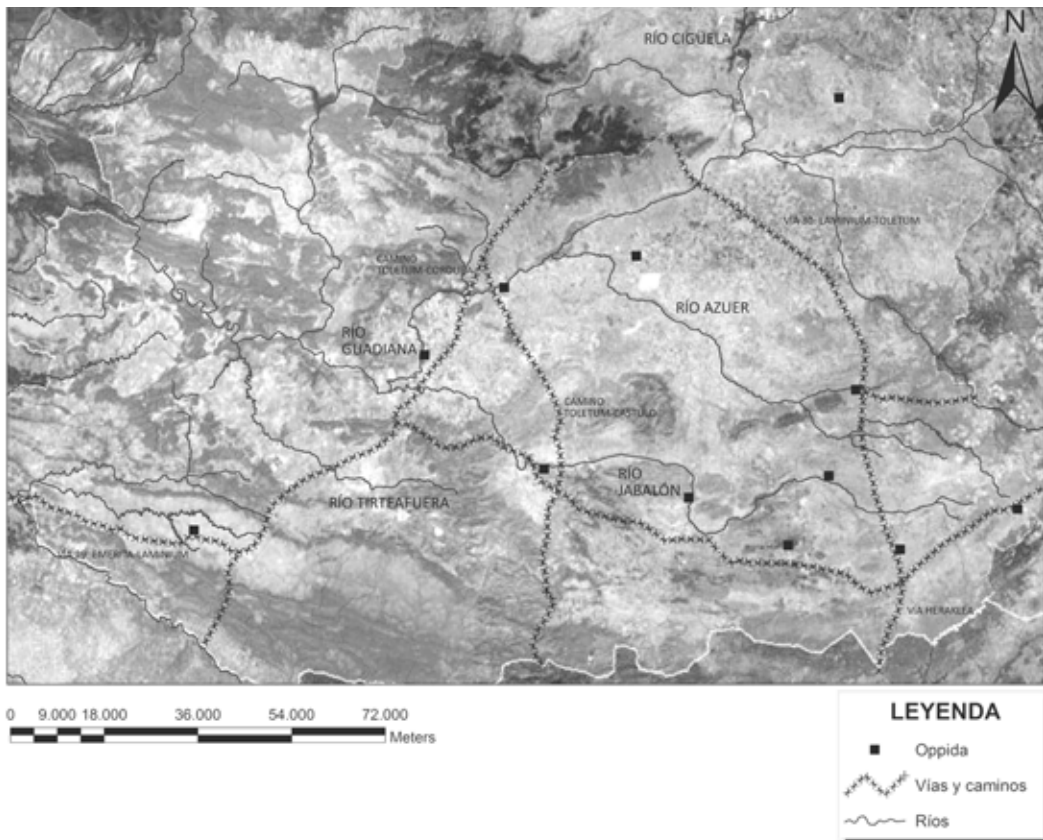 RÍO CIGÜELA
N
VÍA 30- LAMINIUM-TOLETUM
CAMINO
TOLETUM-CORDUBA
RÍO AZUER
RÍO
GUADIANA
CAMINO
TOLETUM-CASTULO
RÍO
JABALÓN
RÍO TIRTEAFUERA
EMERITA-LAMINIUM
VÍA HERAKLEA
0 9.000 18.000 36.000 54.000 72.000
Meters
LEYENDA
Oppida
Vías y caminos
Ríos